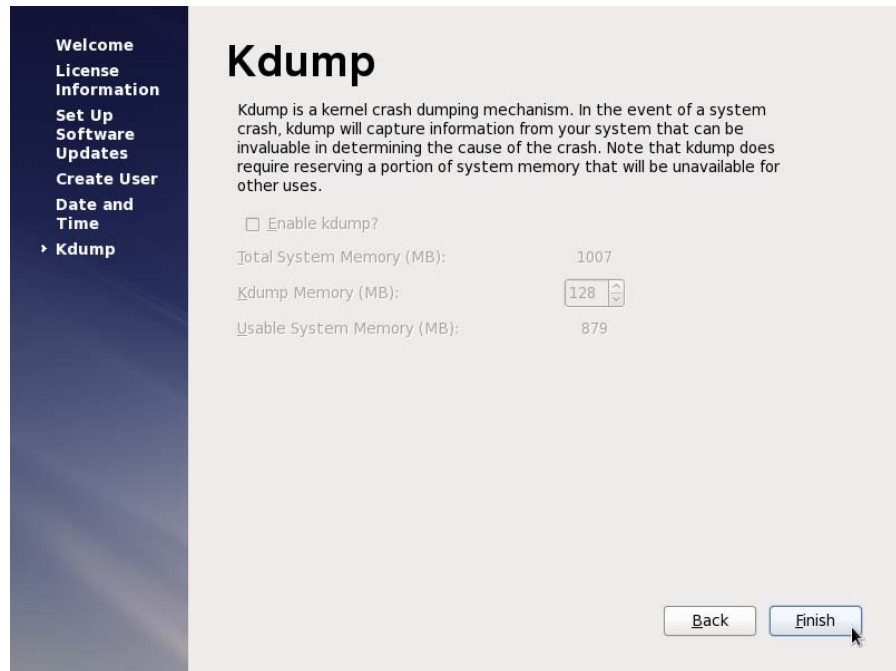 Welcome
License
Information
Set Up
Software
Updates
Create User
Date and
Time
Kdump
Kdump
Kdump is a kernel crash dumping mechanism. In the event of a system
crash, kdump will capture information from your system that can be
invaluable in determining the cause of the crash. Note that kdump does
require reserving a portion of system memory that will be unavailable for
other uses.
Enable kdump?
Total System Memory (MB): 1007
Kdump Memory (MB): 128
Usable System Memory (MB): 879
Back Finish